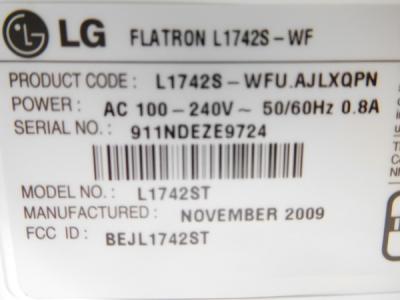 LG FLATRON L1742S-WF
PRODUCT CODE : L1742S-WFU.AJLXQPN
POWER : AC 100-240V~ 50/60Hz 0.8A
SERIAL NO. : 911NDEZE9724
MODEL NO. : L1742ST
MANUFACTURED : NOVEMBER 2009
FCC ID : BEJL1742ST